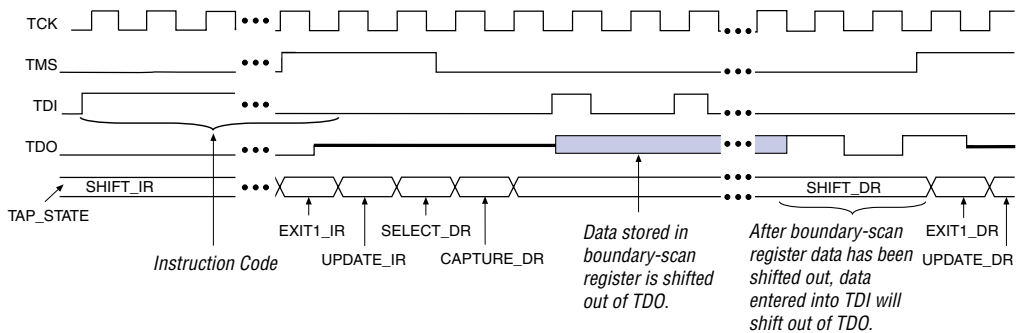 TCK
TMS
TDI
TDO
SHIFT_IR
SHIFT_DR
TAP_STATE
EXIT1_IR
SELECT_DR
EXIT1_DR
Instruction Code
UPDATE_IR
CAPTURE_DR
UPDATE_DR
Data stored in
boundary-scan
register is shifted
out of TDO.
After boundary-scan
register data has been
shifted out, data
entered into TDI will
shift out of TDO.